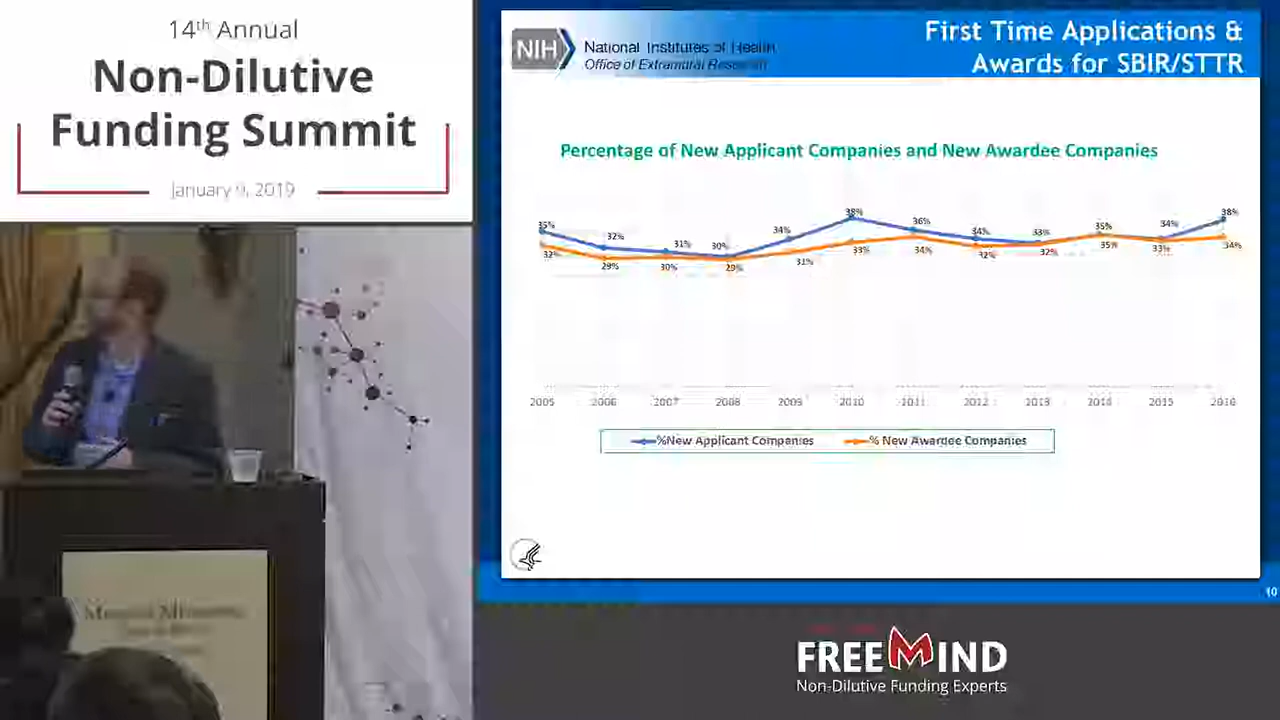 14th Annual
Non-Dilutive
Funding Summit
January 9, 2019
NIH
National Institutes of Health
Office of Extramural Research
First Time Applications &
Awards for SBIR/STTR
Percentage of New Applicant Companies and New Awardee Companies
35% 32% 31% 30% 34% 38% 36% 34% 33% 35% 34% 38%
32% 29% 30% 29% 31% 33% 34% 32% 32% 35% 33% 34%
2005 2006 2007 2008 2009 2010 2011 2012 2013 2014 2015 2016
%New Applicant Companies % New Awardee Companies
10
FREEMIND
Non-Dilutive Funding Experts